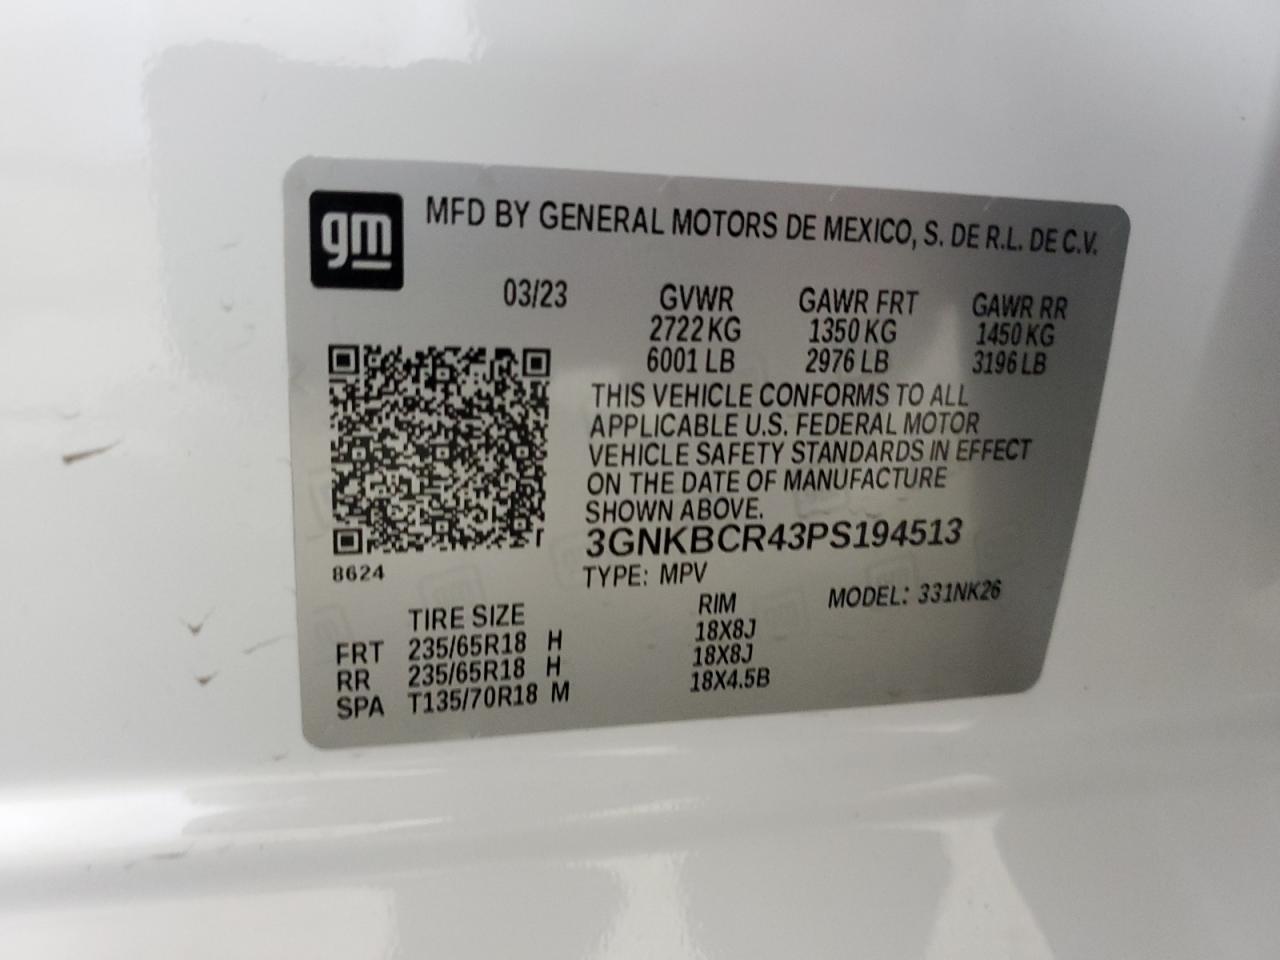 gm MFD BY GENERAL MOTORS DE MEXICO, S. DE R.L. DE C.V.
03/23 GVWR GAWR FRT GAWR RR
2722 KG 1350 KG 1450 KG
6001 LB 2976 LB 3196 LB
THIS VEHICLE CONFORMS TO ALL
APPLICABLE U.S. FEDERAL MOTOR
VEHICLE SAFETY STANDARDS IN EFFECT
ON THE DATE OF MANUFACTURE
SHOWN ABOVE.
3GNKBCR43PS194513
8624 TYPE: MPV
TIRE SIZE RIM MODEL: 331NK26
FRT 235/65R18 H 18X8J
RR 235/65R18 H 18X8J
SPA T135/70R18 M 18X4.5B